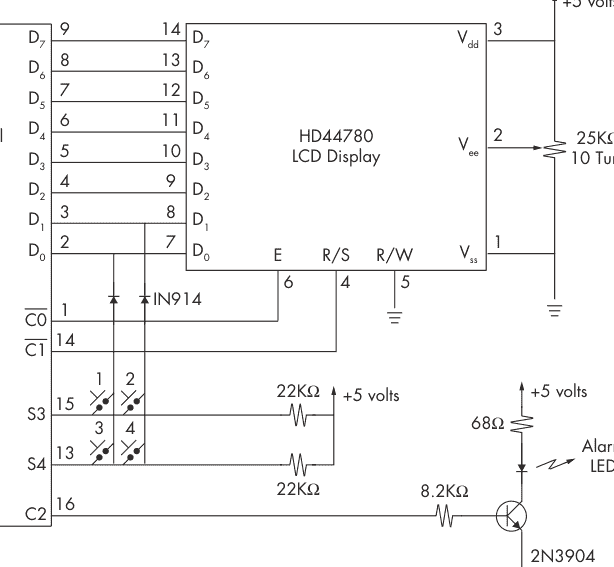 +5 volts
D7 9 14 D7 Vdd 3
D6 8 13 D6
D5 7 12 D5
D4 6 11 D4 HD44780 Vee 2 25KΩ
LCD Display 10
D3 5 10 D3
D2 4 9 D2
D1 3 8 D1
D0 2 7 D0 E R/S R/W Vss 1
6 4 5
IN914
C̅0̅ 1
C̅1̅ 14
1 2
22KΩ +5 volts
+5 volts
S3 15
3 4
68Ω
S4 13
22KΩ
8.2KΩ
C2 16
2N3904